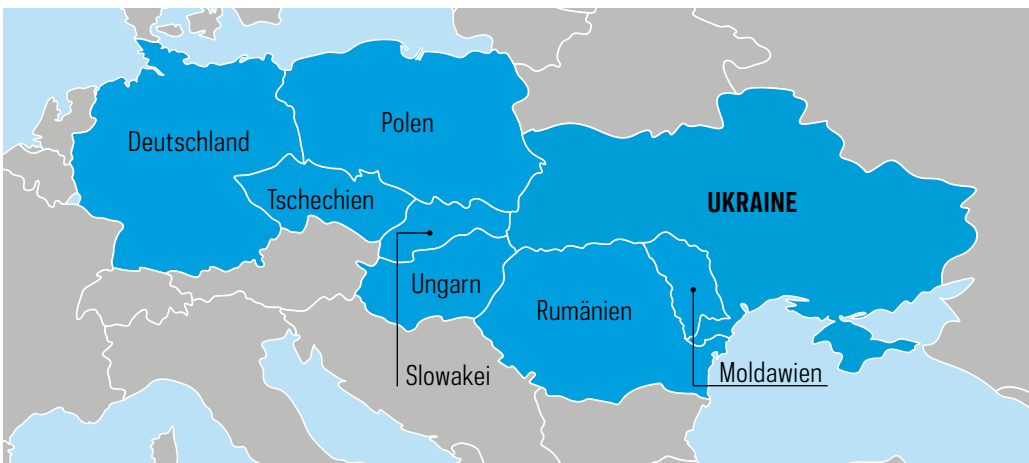 Polen
Deutschland
Tschechien
UKRAINE
Ungarn
Rumänien
Slowakei
Moldawien